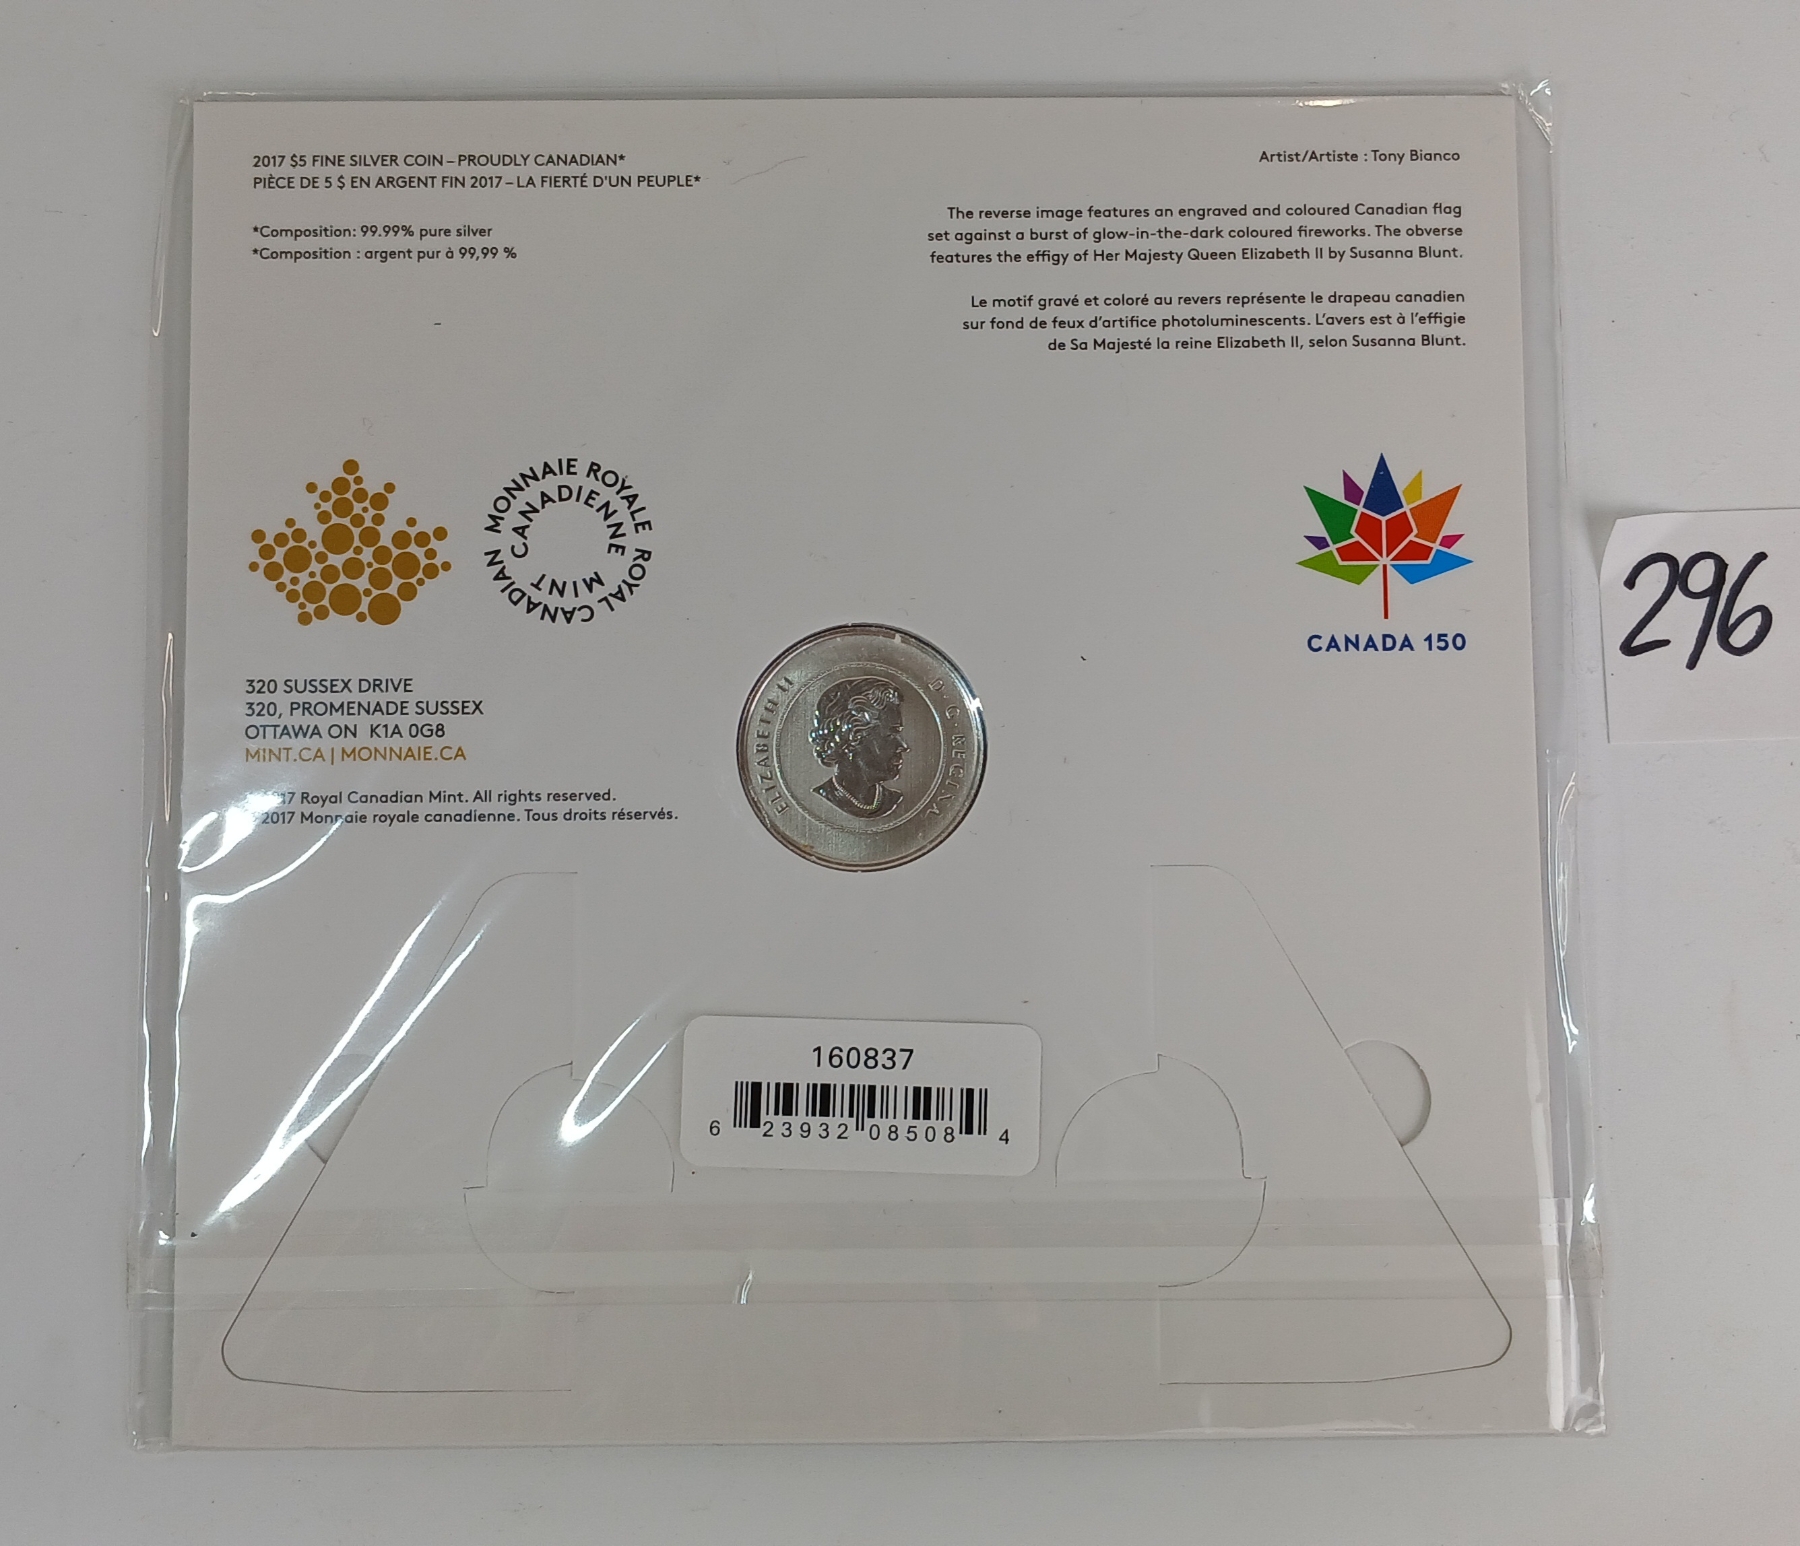 2017 $5 FINE SILVER COIN – PROUDLY CANADIAN*
PIÈCE DE 5 $ EN ARGENT FIN 2017 – LA FIERTÉ D'UN PEUPLE*
*Composition: 99.99% pure silver
*Composition : argent pur à 99,99 %
Artist/Artiste : Tony Bianco
The reverse image features an engraved and coloured Canadian flag
set against a burst of glow-in-the-dark coloured fireworks. The obverse
features the effigy of Her Majesty Queen Elizabeth II by Susanna Blunt.
Le motif gravé et coloré au revers représente le drapeau canadien
sur fond de feux d'artifice photoluminescents. L'avers est à l'effigie
de Sa Majesté la reine Elizabeth II, selon Susanna Blunt.
MONNAIE ROYALE CANADIENNE
ROYAL CANADIAN MINT
CANADA 150
296
320 SUSSEX DRIVE
320, PROMENADE SUSSEX
OTTAWA ON K1A 0G8
MINT.CA | MONNAIE.CA
Royal Canadian Mint. All rights reserved.
2017 Monnaie royale canadienne. Tous droits réservés.
ELIZABETH II D·G·REGINA
160837
6 23932 08508 4